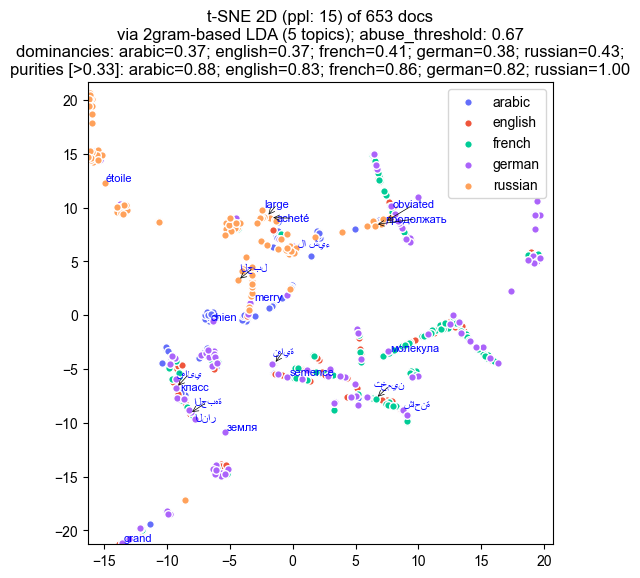 t-SNE 2D (ppl: 15) of 653 docs
via 2gram-based LDA (5 topics); abuse_threshold: 0.67
dominancies: arabic=0.37; english=0.37; french=0.41; german=0.38; russian=0.43;
purities [>0.33]: arabic=0.88; english=0.83; french=0.86; german=0.82; russian=1.00
arabic
english
french
german
russian
étoile
large
acheté
obviated
продолжать
merry
chien
молекула
semence
класс
земля
grand
20
15
10
5
0
−5
−10
−15
−20
−15
−10
−5
0
5
10
15
20